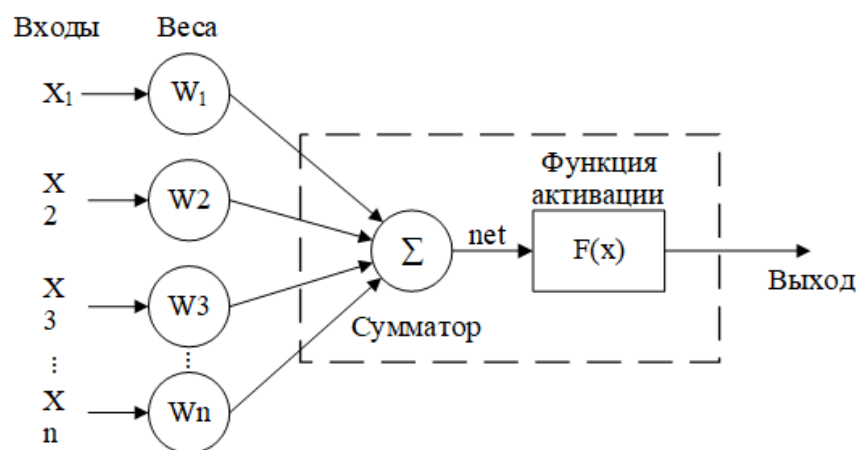 Входы Веса
X₁ W₁
Функция
активации
X
2
W2
net
Σ
F(x)
Выход
X
3
W3
Сумматор
X
n
Wn